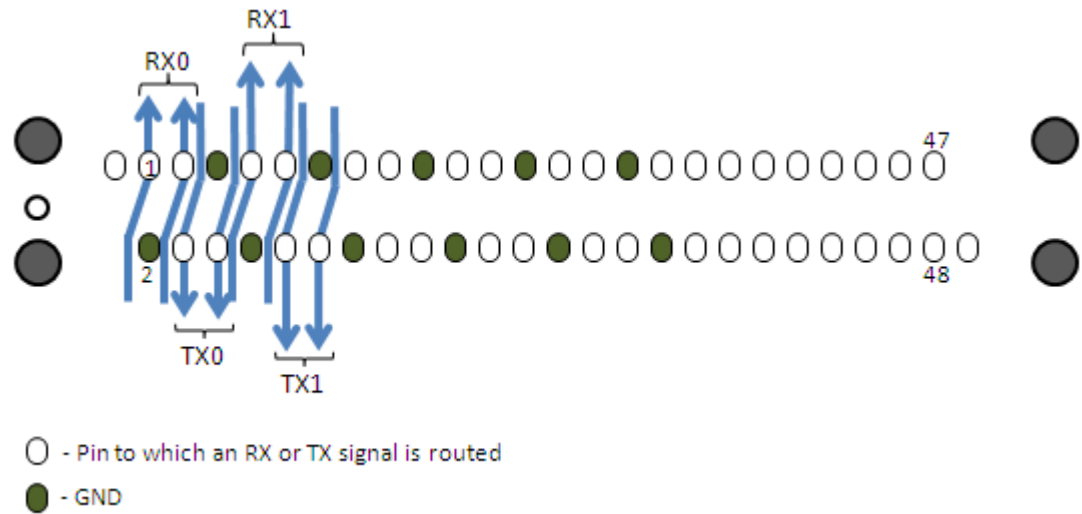 RX1
RX0
47
1
2
48
TX0
TX1
- Pin to which an RX or TX signal is routed
- GND